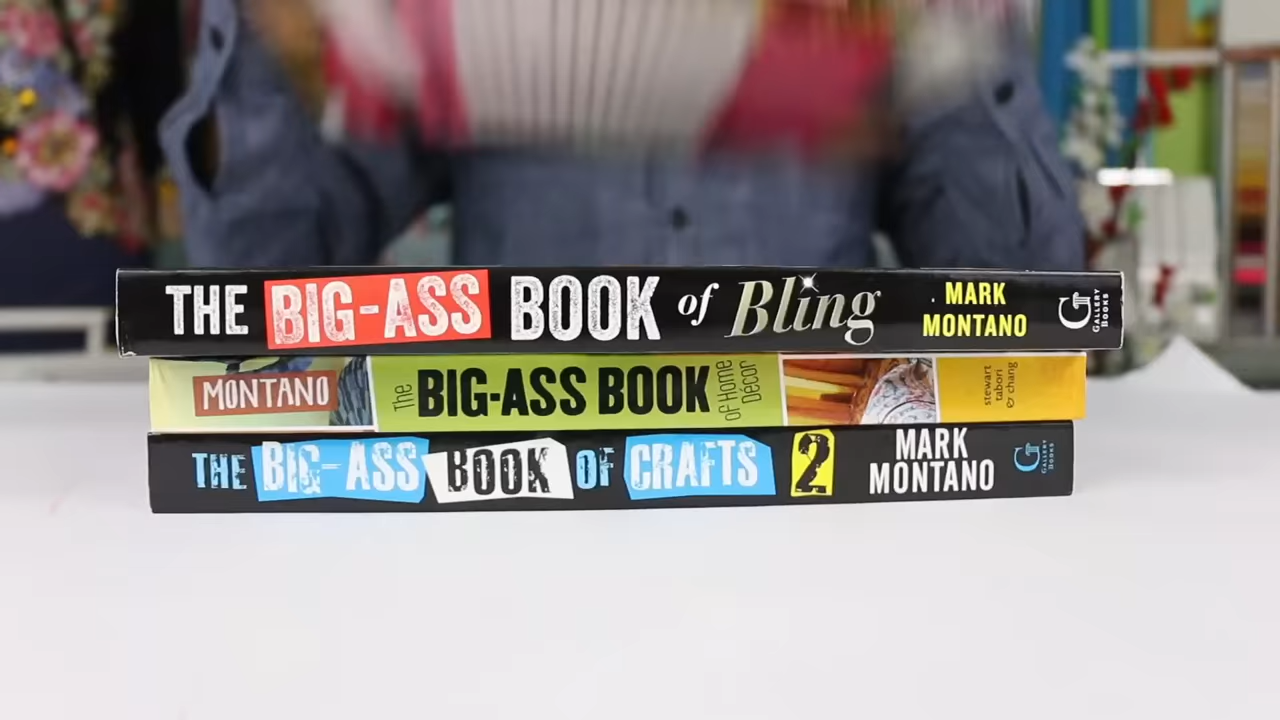 THE BIG-ASS BOOK of Bling MARK MONTANO GALLERY BOOKS
MONTANO The BIG-ASS BOOK of Home Decor stewart tabori & chang
THE BIG-ASS BOOK OF CRAFTS 2 MARK MONTANO GALLERY BOOKS